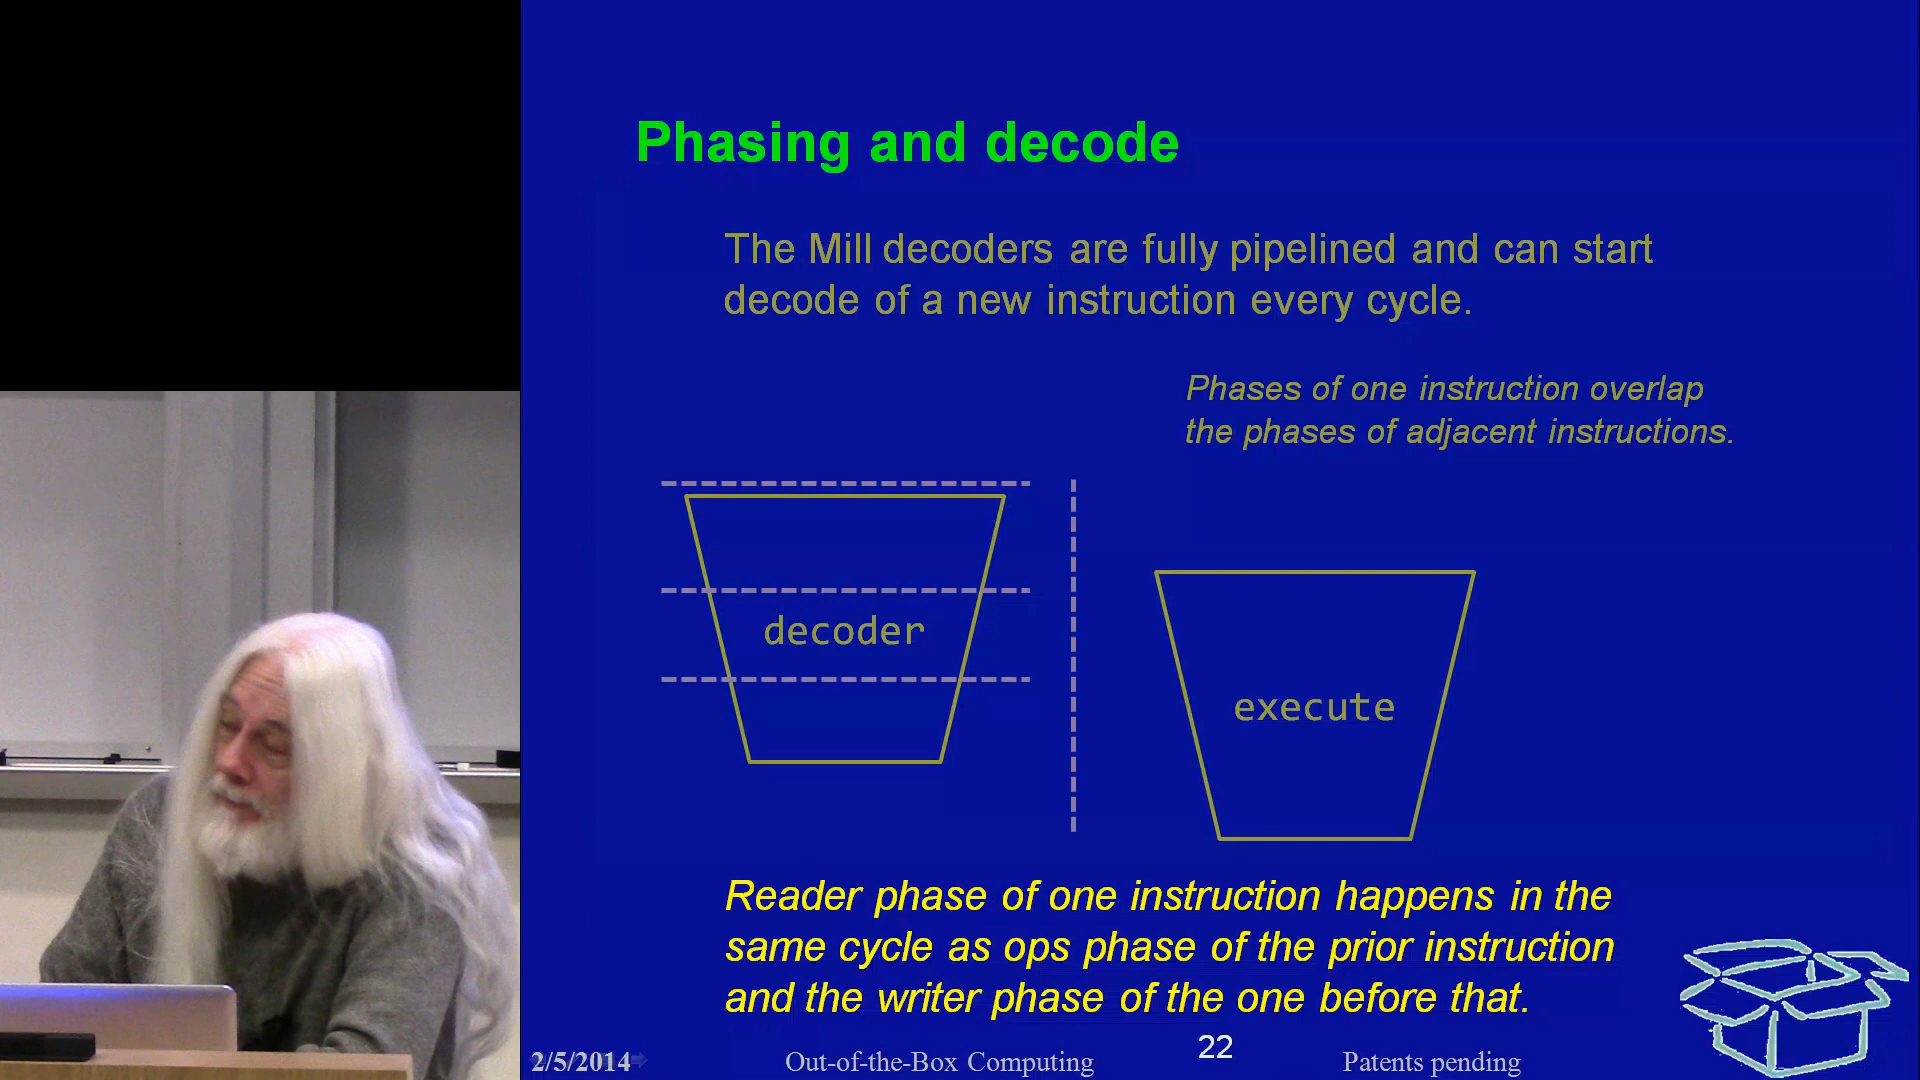 Phasing and decode
The Mill decoders are fully pipelined and can start
decode of a new instruction every cycle.
Phases of one instruction overlap
the phases of adjacent instructions.
decoder
execute
Reader phase of one instruction happens in the
same cycle as ops phase of the prior instruction
and the writer phase of the one before that.
2/5/2014
Out-of-the-Box Computing
22
Patents pending